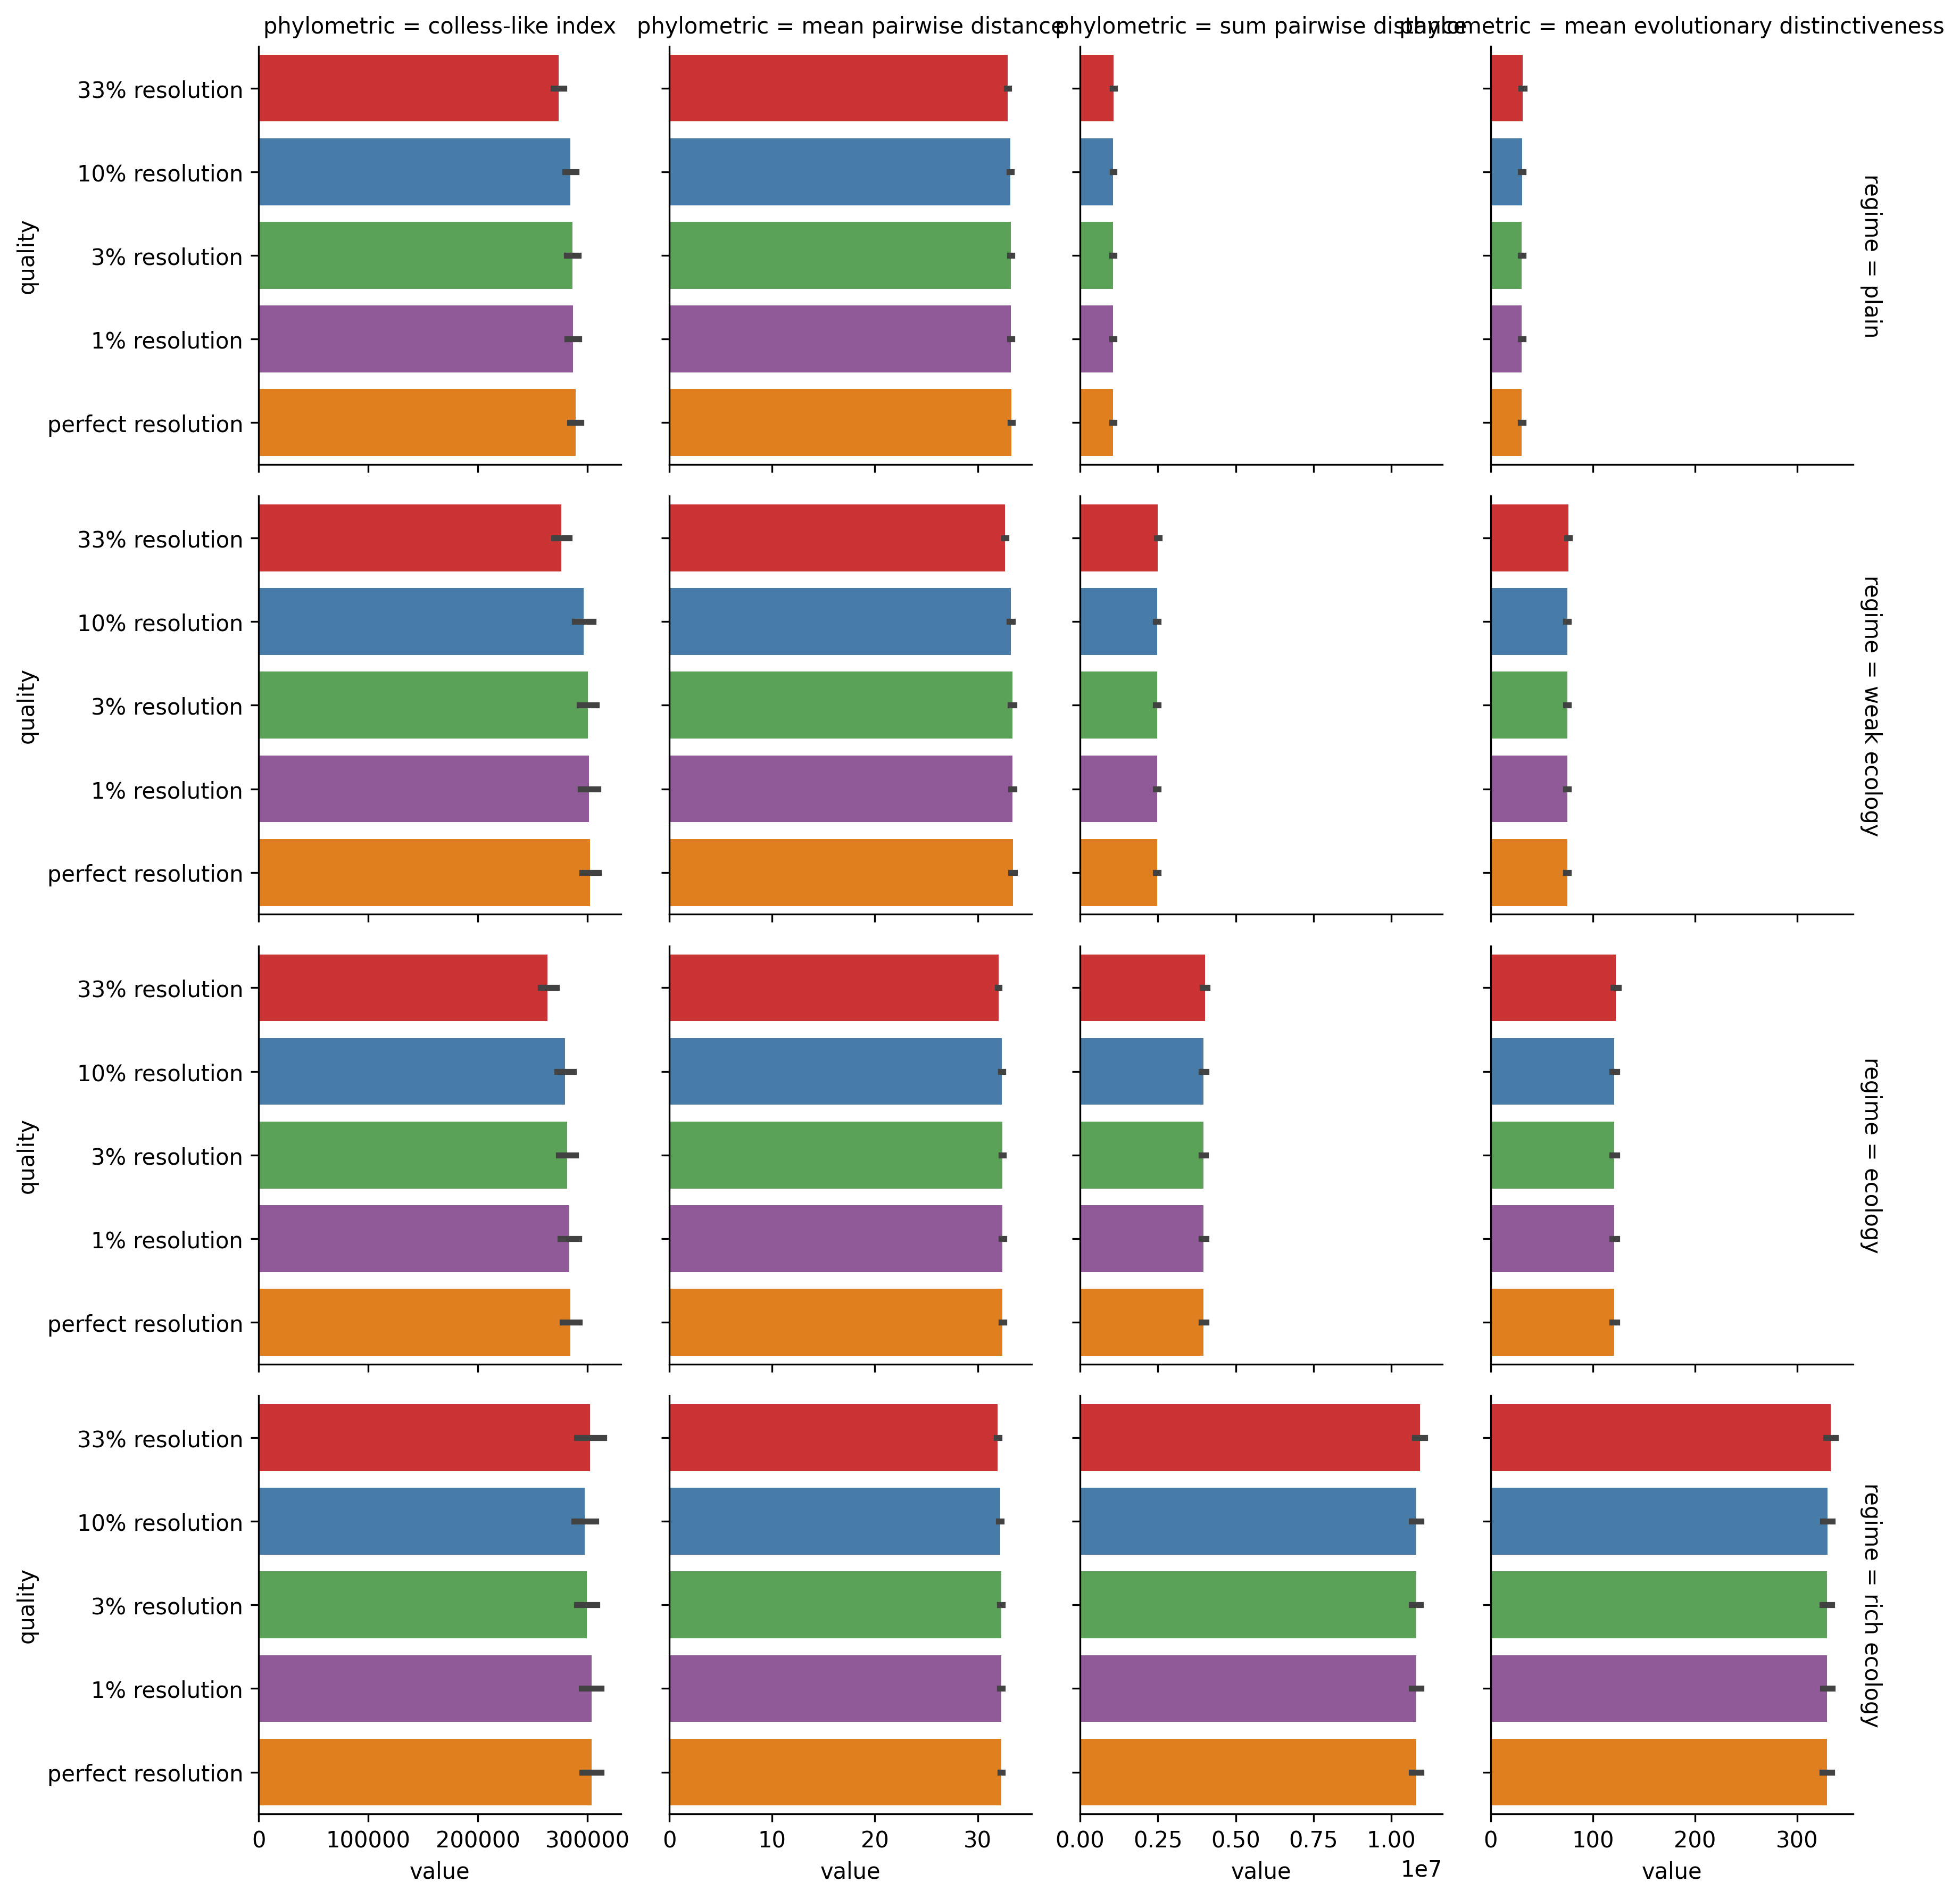 phylometric = colless-like index
phylometric = mean pairwise distance
phylometric = sum pairwise distance
phylometric = mean evolutionary distinctiveness
quality
33% resolution
10% resolution
3% resolution
1% resolution
perfect resolution
regime = plain
quality
33% resolution
10% resolution
3% resolution
1% resolution
perfect resolution
regime = weak ecology
quality
33% resolution
10% resolution
3% resolution
1% resolution
perfect resolution
regime = ecology
quality
33% resolution
10% resolution
3% resolution
1% resolution
perfect resolution
regime = rich ecology
0 100000 200000 300000
value
0 10 20 30
value
0.00 0.25 0.50 0.75 1.00
1e7
value
0 100 200 300
value